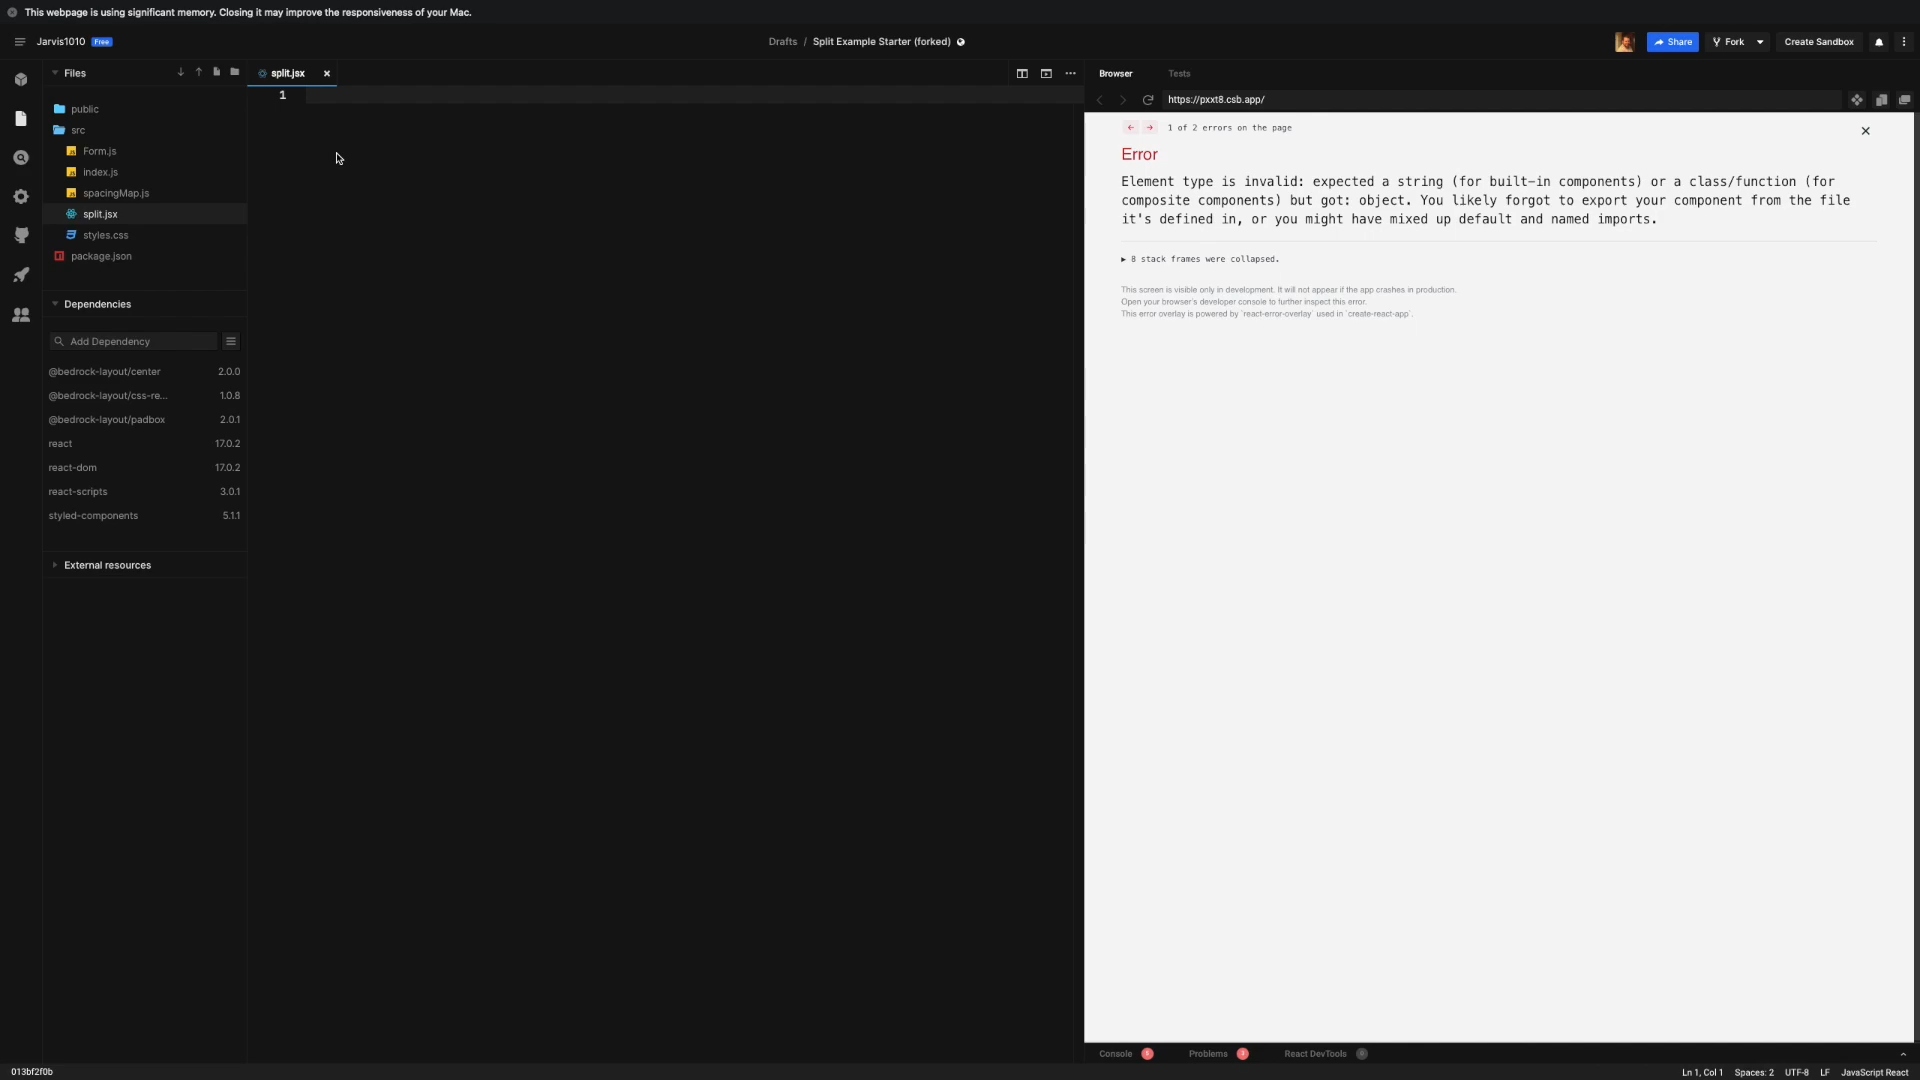 This webpage is using significant memory. Closing it may improve the responsiveness of your Mac.
Jarvis1010 Free
Drafts / Split Example Starter (forked)
Share
Fork
Create Sandbox
Files
public
src
Form.js
index.js
spacingMap.js
split.jsx
styles.css
package.json
Dependencies
Add Dependency
@bedrock-layout/center 2.0.0
@bedrock-layout/css-re... 1.0.8
@bedrock-layout/padbox 2.0.1
react 17.0.2
react-dom 17.0.2
react-scripts 3.0.1
styled-components 5.1.1
External resources
split.jsx
1
Browser Tests
https://pxxt8.csb.app/
1 of 2 errors on the page
Error
Element type is invalid: expected a string (for built-in components) or a class/function (for
composite components) but got: object. You likely forgot to export your component from the file
it's defined in, or you might have mixed up default and named imports.
8 stack frames were collapsed.
This screen is visible only in development. It will not appear if the app crashes in production.
Open your browser's developer console to further inspect this error.
This error overlay is powered by `react-error-overlay` used in `create-react-app`.
Console Problems React DevTools
013bf2f0b
Ln 1, Col 1 Spaces: 2 UTF-8 LF JavaScript React